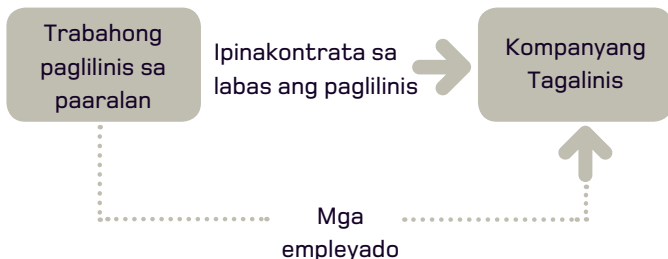 Trabahong
paglilinis sa
paaralan
Ipinakontrata sa
labas ang paglilinis
Kompanyang
Tagalinis
Mga
empleyado